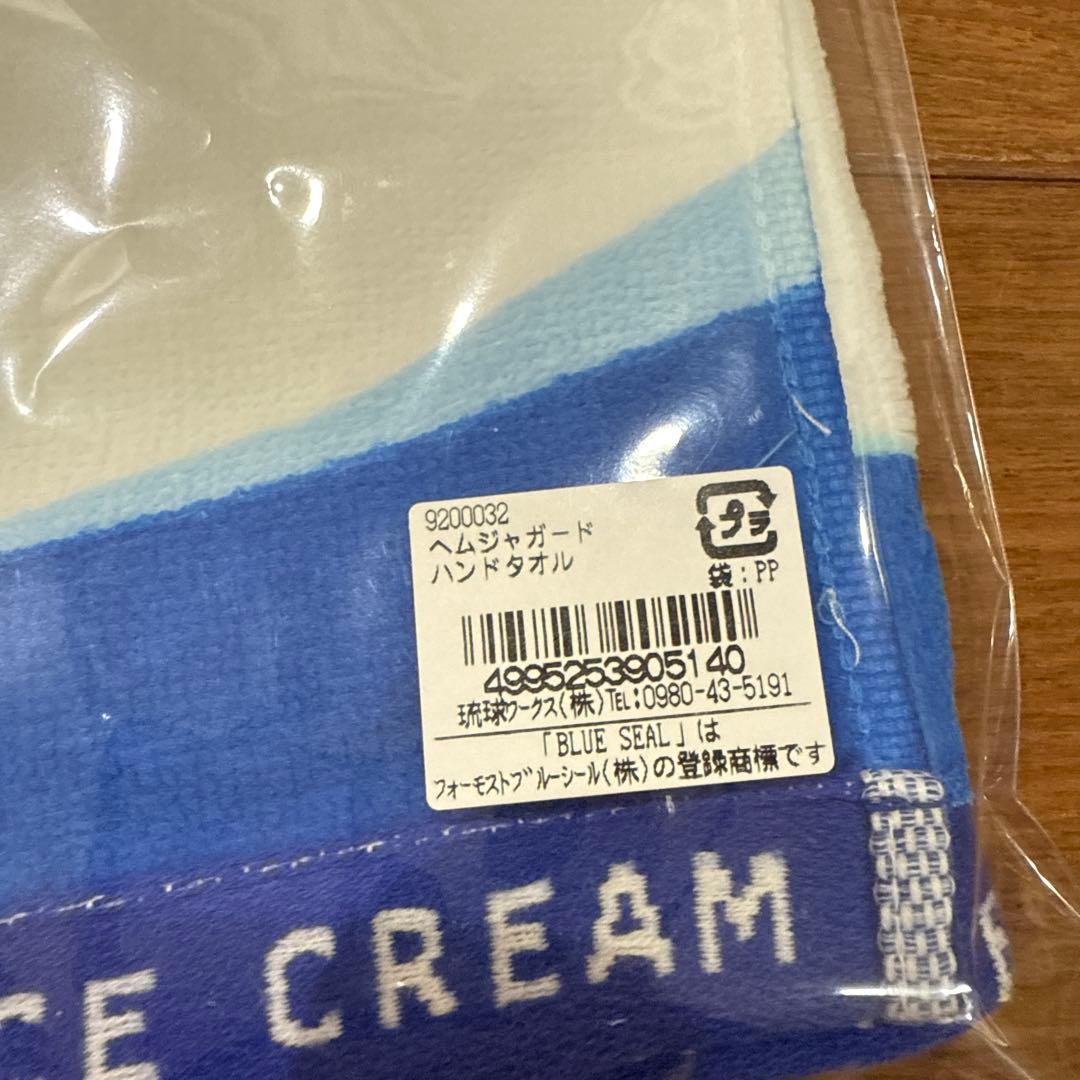 9200032
ヘムジャガード
ハンドタオル
プラ
袋:PP
4995253905140
琉球ワークス(株)TEL:0980-43-5191
「BLUE SEAL」は
フォーモストブルーシール(株)の登録商標です
CE CREAM